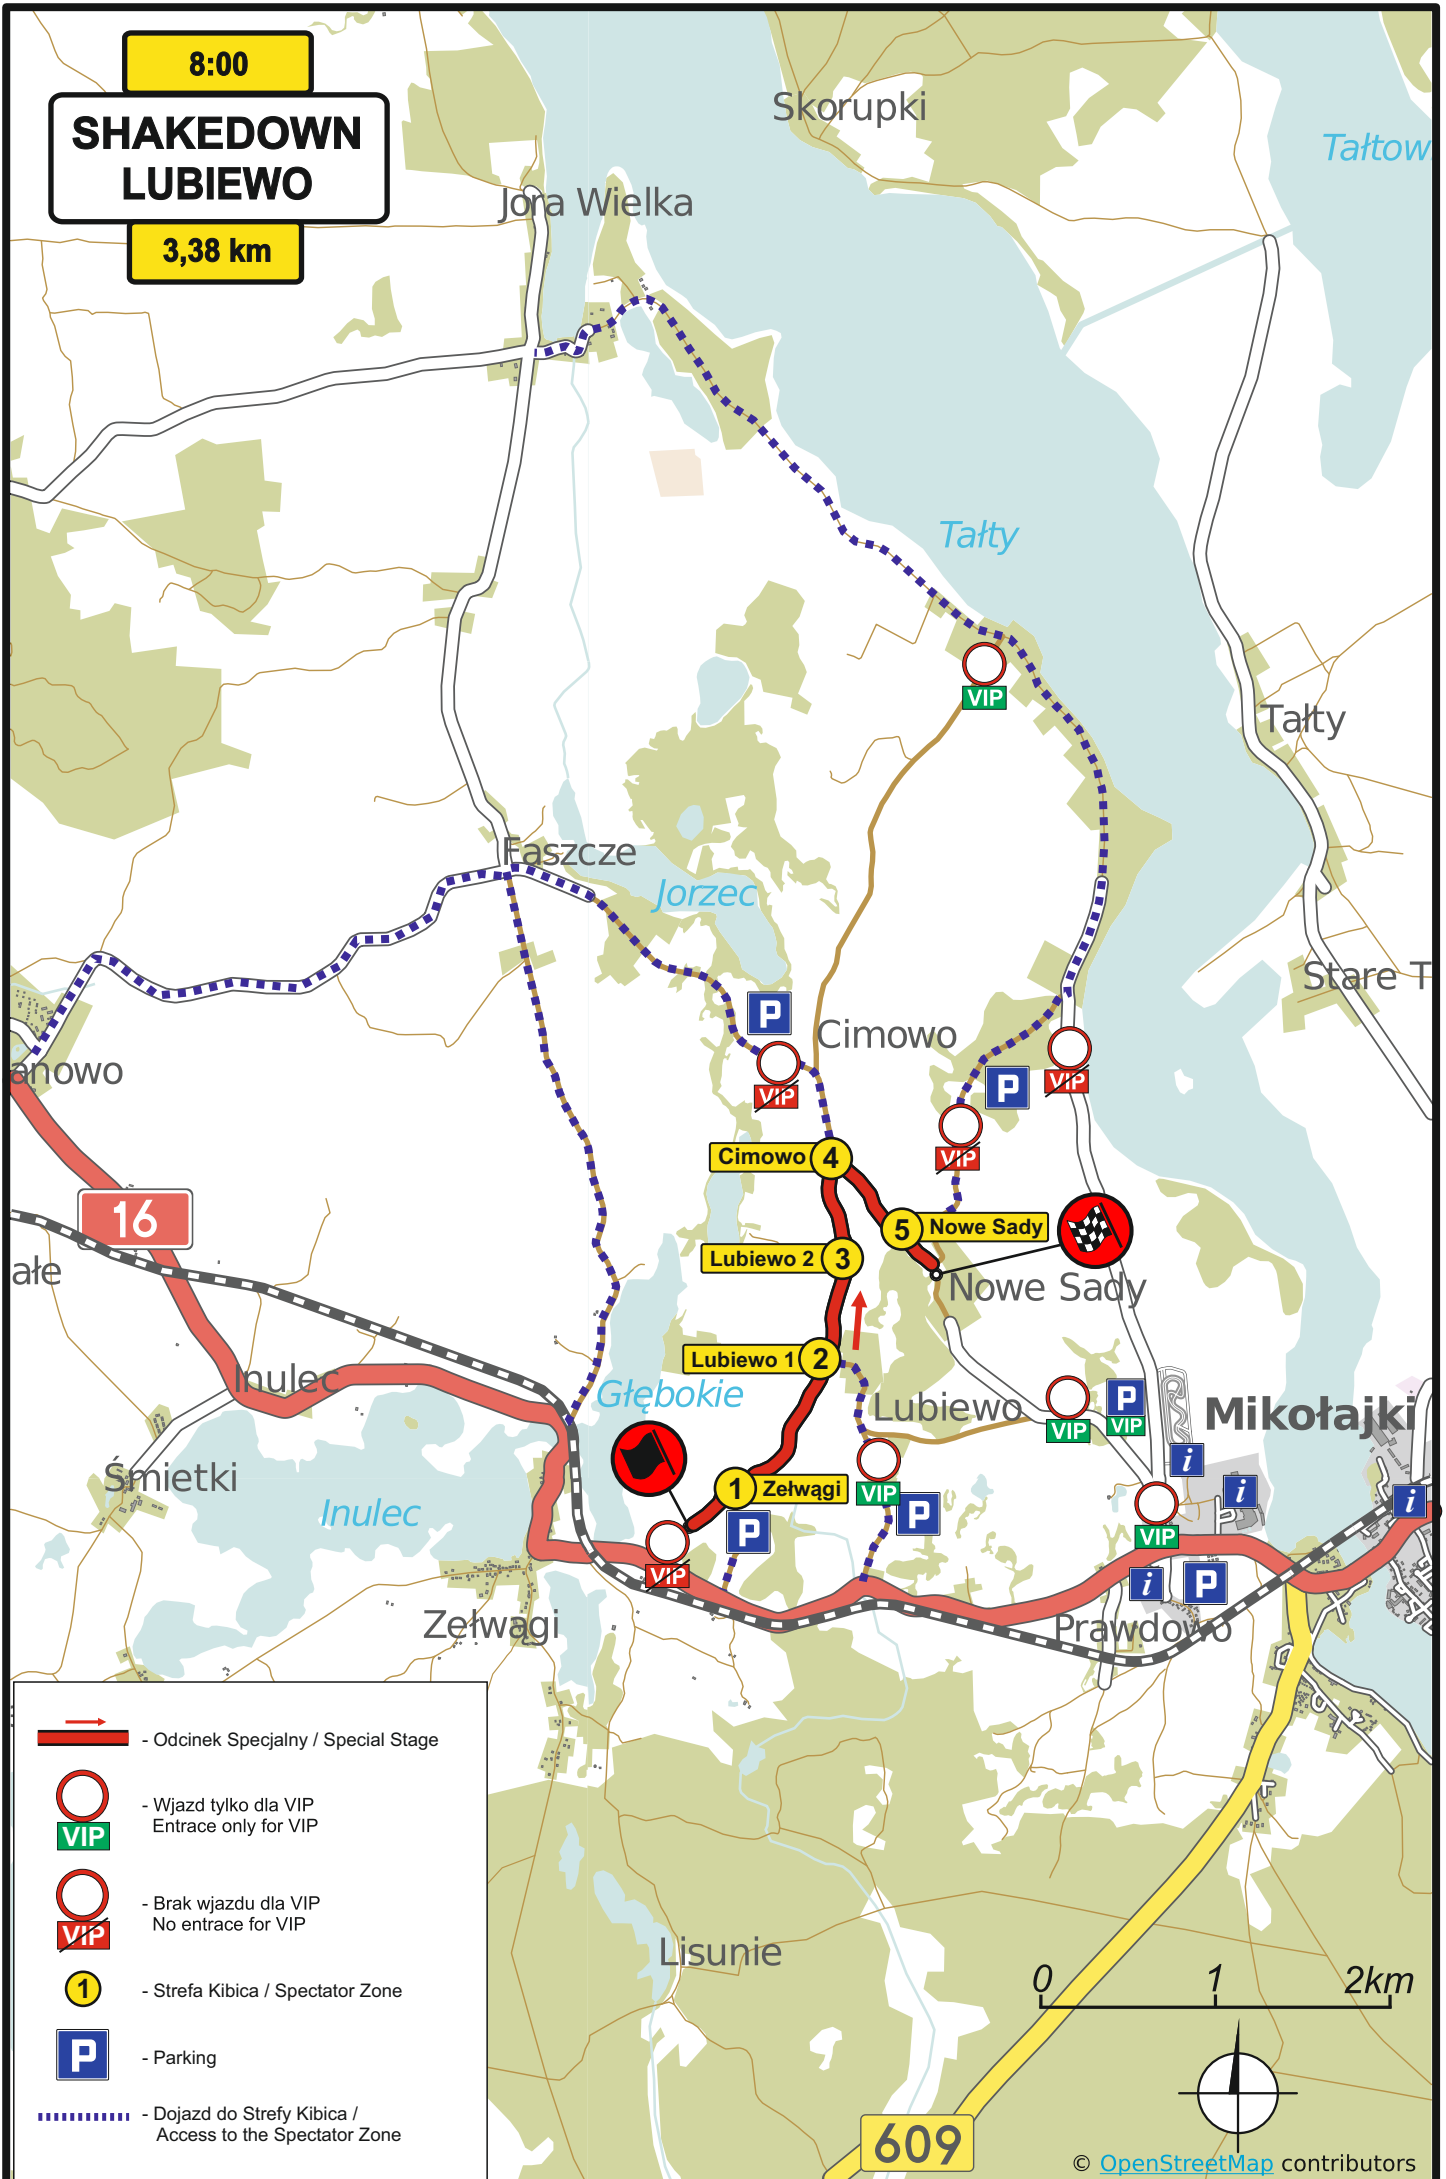 8:00
SHAKEDOWN
LUBIEWO
3,38 km
Skorupki
Tałtow
Jora Wielka
Tałty
VIP
Tałty
Faszcze
Jorzec
Stare T
P
Cimowo
anowo
VIP
P
VIP
VIP
Cimowo 4
16
5 Nowe Sady
Lubiewo 2 3
ałe
Nowe Sady
Lubiewo 1 2
Inulec
Głębokie
Lubiewo
VIP
P
VIP
Mikołajki
Śmietki
Inulec
1 Zełwągi
VIP
P
i
i
i
P
VIP
VIP
i
P
Zełwągi
Prawdowo
- Odcinek Specjalny / Special Stage
VIP
- Wjazd tylko dla VIP
Entrace only for VIP
VIP
- Brak wjazdu dla VIP
No entrace for VIP
1
- Strefa Kibica / Spectator Zone
P
- Parking
- Dojazd do Strefy Kibica /
Access to the Spectator Zone
Lisunie
0 1 2km
609
© OpenStreetMap contributors